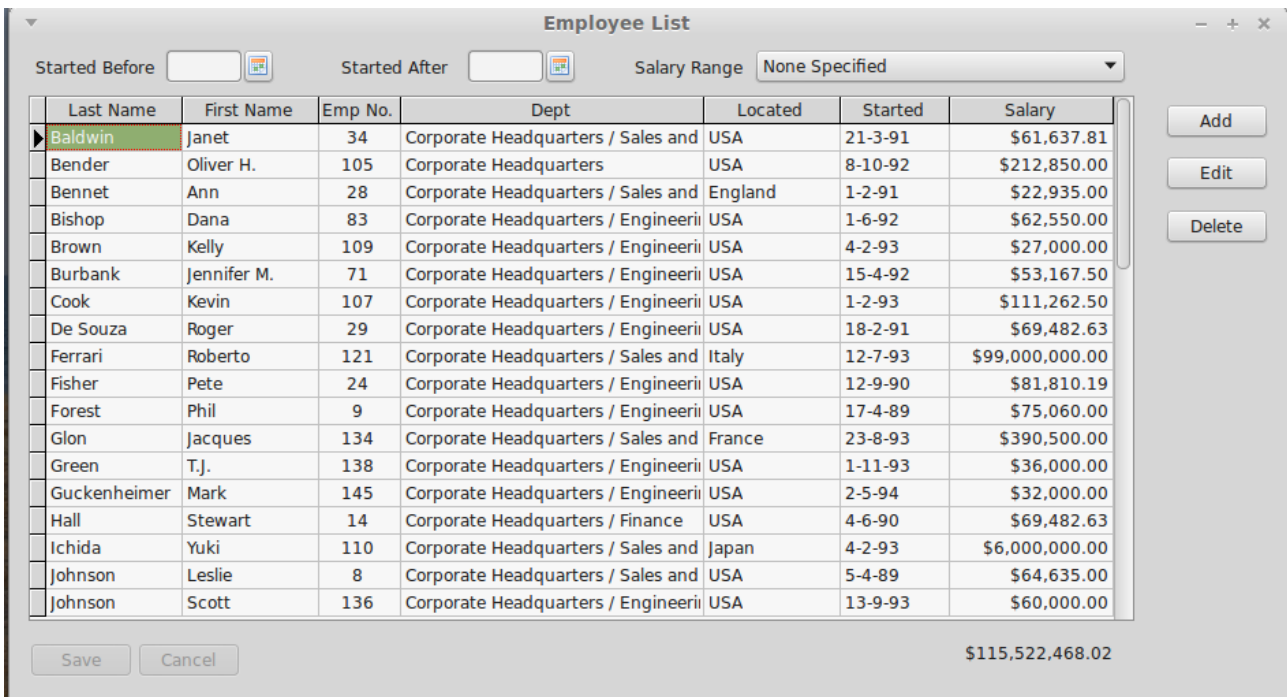 Employee List
Started Before Started After Salary Range None Specified
Last Name First Name Emp No. Dept Located Started Salary
Baldwin Janet 34 Corporate Headquarters / Sales and USA 21-3-91 $61,637.81
Bender Oliver H. 105 Corporate Headquarters USA 8-10-92 $212,850.00
Bennet Ann 28 Corporate Headquarters / Sales and England 1-2-91 $22,935.00
Bishop Dana 83 Corporate Headquarters / Engineerin USA 1-6-92 $62,550.00
Brown Kelly 109 Corporate Headquarters / Engineerin USA 4-2-93 $27,000.00
Burbank Jennifer M. 71 Corporate Headquarters / Engineerin USA 15-4-92 $53,167.50
Cook Kevin 107 Corporate Headquarters / Engineerin USA 1-2-93 $111,262.50
De Souza Roger 29 Corporate Headquarters / Engineerin USA 18-2-91 $69,482.63
Ferrari Roberto 121 Corporate Headquarters / Sales and Italy 12-7-93 $99,000,000.00
Fisher Pete 24 Corporate Headquarters / Engineerin USA 12-9-90 $81,810.19
Forest Phil 9 Corporate Headquarters / Engineerin USA 17-4-89 $75,060.00
Glon Jacques 134 Corporate Headquarters / Sales and France 23-8-93 $390,500.00
Green T.J. 138 Corporate Headquarters / Engineerin USA 1-11-93 $36,000.00
Guckenheimer Mark 145 Corporate Headquarters / Engineerin USA 2-5-94 $32,000.00
Hall Stewart 14 Corporate Headquarters / Finance USA 4-6-90 $69,482.63
Ichida Yuki 110 Corporate Headquarters / Sales and Japan 4-2-93 $6,000,000.00
Johnson Leslie 8 Corporate Headquarters / Sales and USA 5-4-89 $64,635.00
Johnson Scott 136 Corporate Headquarters / Engineerin USA 13-9-93 $60,000.00
Add
Edit
Delete
Save Cancel $115,522,468.02